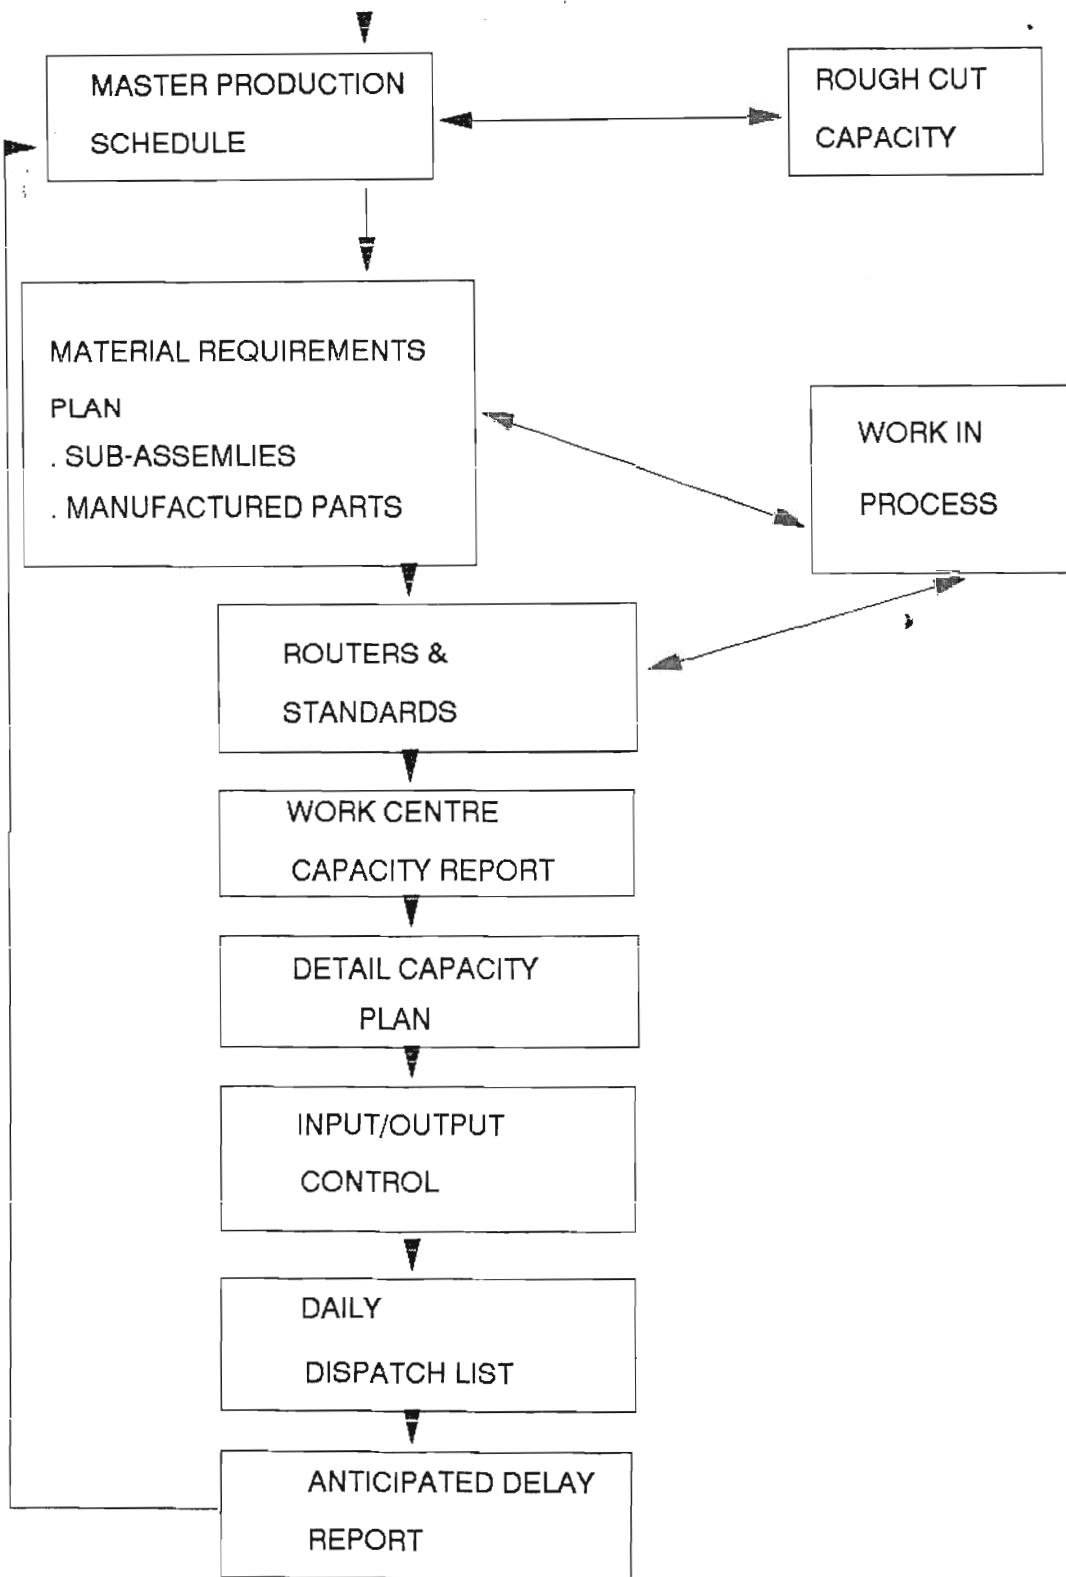 MASTER PRODUCTION
SCHEDULE
ROUGH CUT
CAPACITY
MATERIAL REQUIREMENTS
PLAN
. SUB-ASSEMLIES
. MANUFACTURED PARTS
WORK IN
PROCESS
ROUTERS &
STANDARDS
WORK CENTRE
CAPACITY REPORT
DETAIL CAPACITY
PLAN
INPUT/OUTPUT
CONTROL
DAILY
DISPATCH LIST
ANTICIPATED DELAY
REPORT